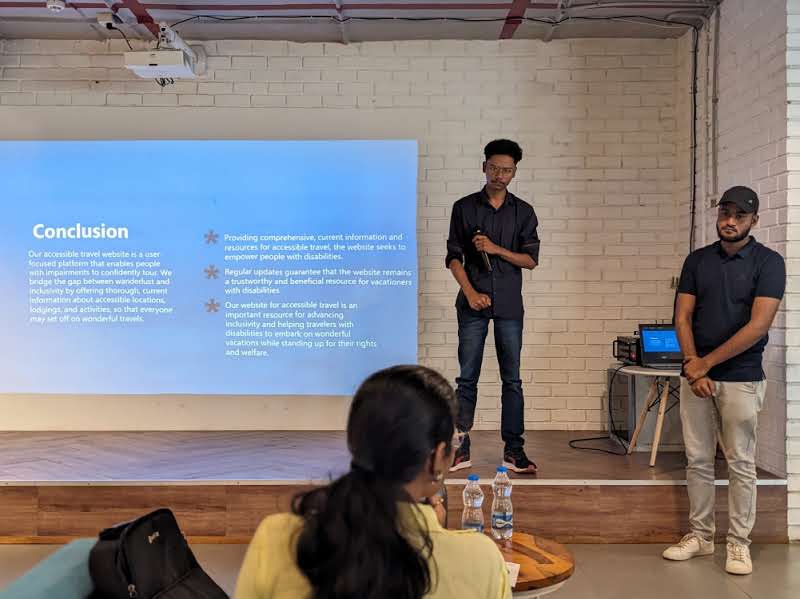 Conclusion
Our accessible travel website is a user
focused platform that enables people
with impairments to confidently tour. We
bridge the gap between wanderlust and
inclusivity by offering thorough, current
information about accessible locations,
lodgings, and activities, so that everyone
may set off on wonderful travels.
Providing comprehensive, current information and
resources for accessible travel, the website seeks to
empower people with disabilities.
Regular updates guarantee that the website remains
a trustworthy and beneficial resource for vacationers
with disabilities.
Our website for accessible travel is an
important resource for advancing
inclusivity and helping travelers with
disabilities to embark on wonderful
vacations while standing up for their rights
and welfare.